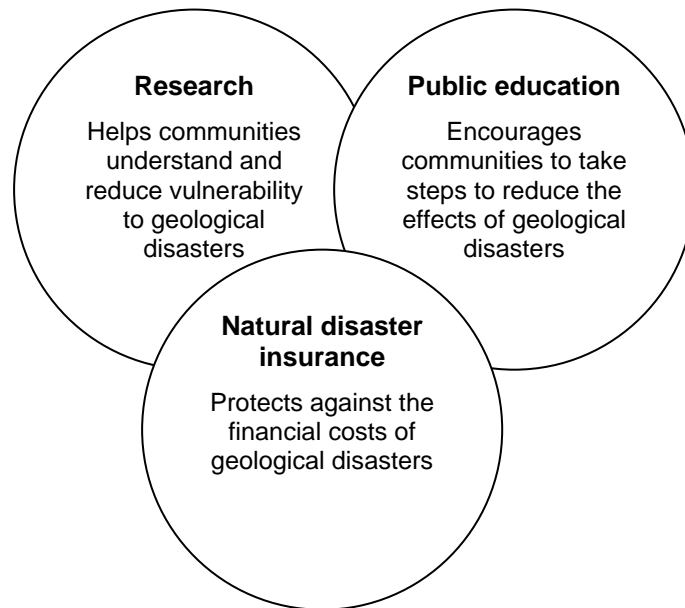 Research
Helps communities
understand and
reduce vulnerability
to geological
disasters
Public education
Encourages
communities to take
steps to reduce the
effects of geological
disasters
Natural disaster
insurance
Protects against the
financial costs of
geological disasters